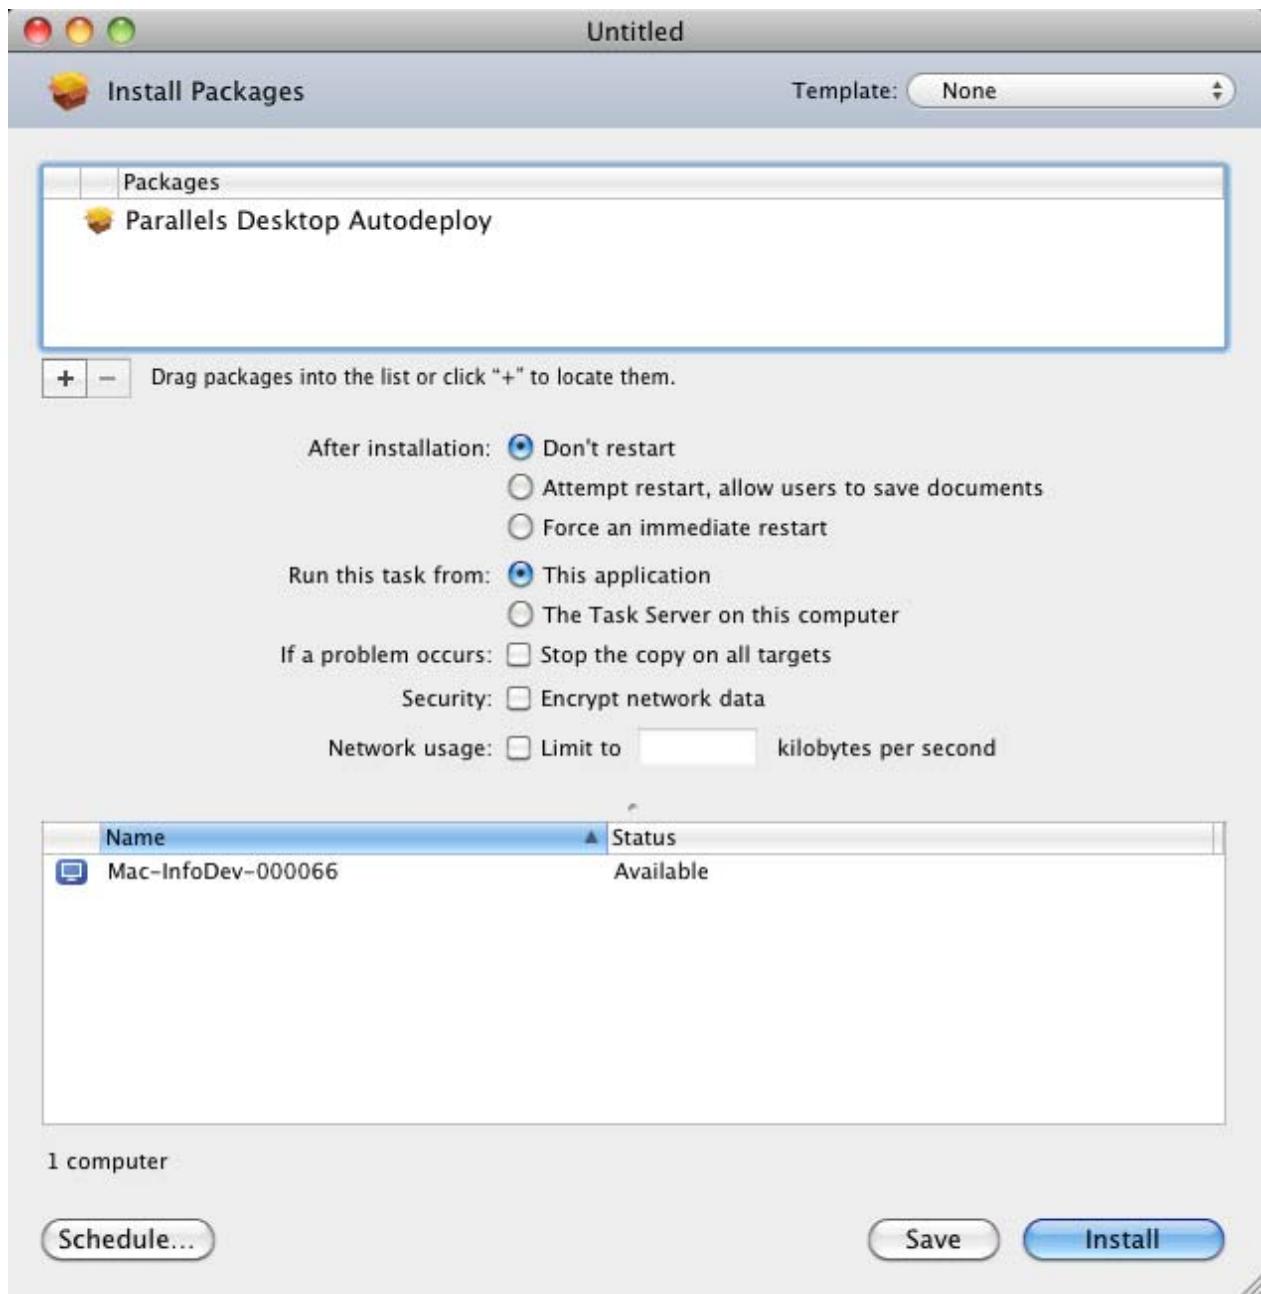 Untitled
Install Packages
Template: None
Packages
Parallels Desktop Autodeploy
+ − Drag packages into the list or click “+” to locate them.
After installation: Don't restart
Attempt restart, allow users to save documents
Force an immediate restart
Run this task from: This application
The Task Server on this computer
If a problem occurs: Stop the copy on all targets
Security: Encrypt network data
Network usage: Limit to kilobytes per second
Name Status
Mac-InfoDev-000066 Available
1 computer
Schedule... Save Install